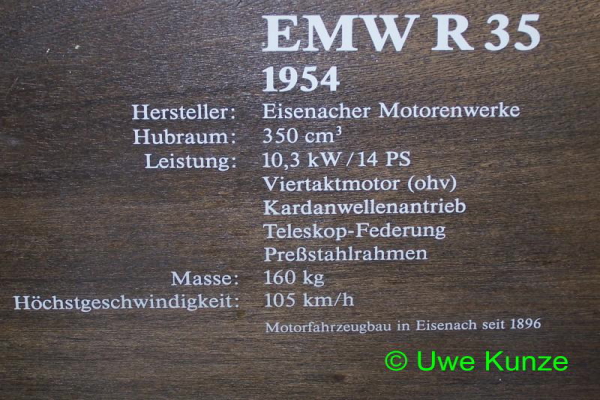 EMW R 35
1954
Hersteller: Eisenacher Motorenwerke
Hubraum: 350 cm³
Leistung: 10,3 kW / 14 PS
Viertaktmotor (ohv)
Kardanwellenantrieb
Teleskop-Federung
Preßstahlrahmen
Masse: 160 kg
Höchstgeschwindigkeit: 105 km/h
Motorfahrzeugbau in Eisenach seit 1896
© Uwe Kunze